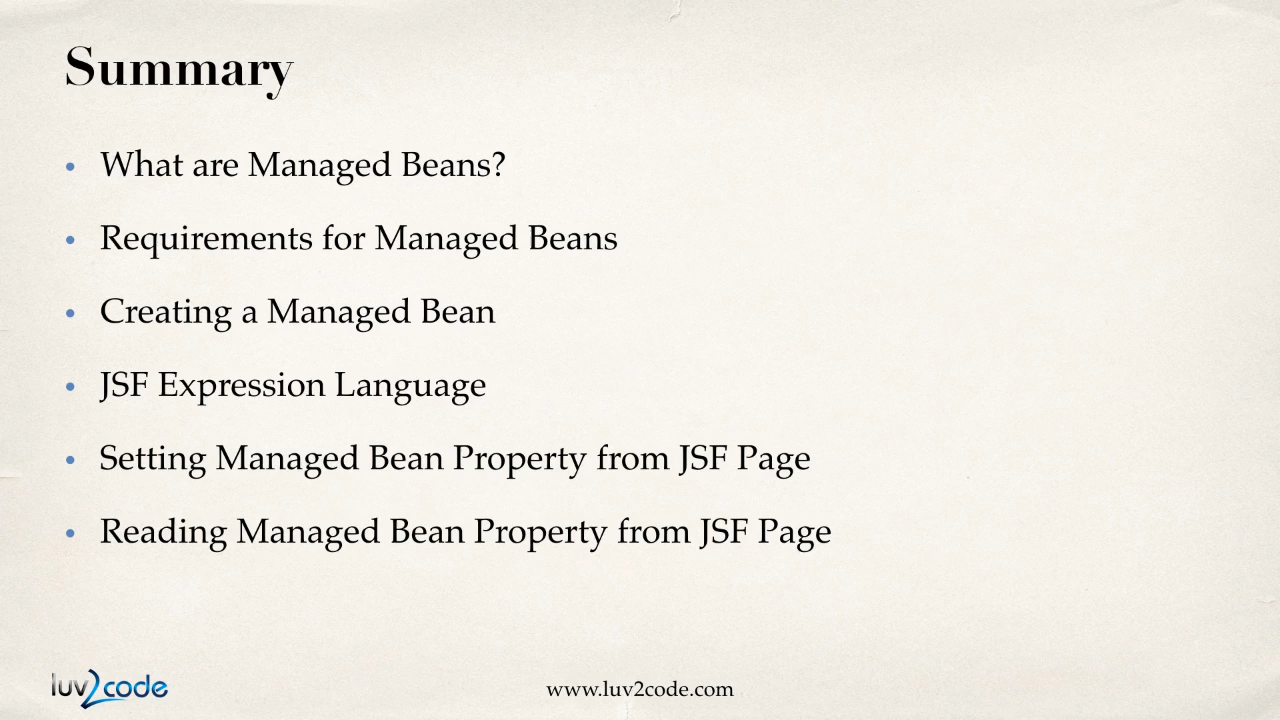 Summary
• What are Managed Beans?
• Requirements for Managed Beans
• Creating a Managed Bean
• JSF Expression Language
• Setting Managed Bean Property from JSF Page
• Reading Managed Bean Property from JSF Page
luv2code
www.luv2code.com